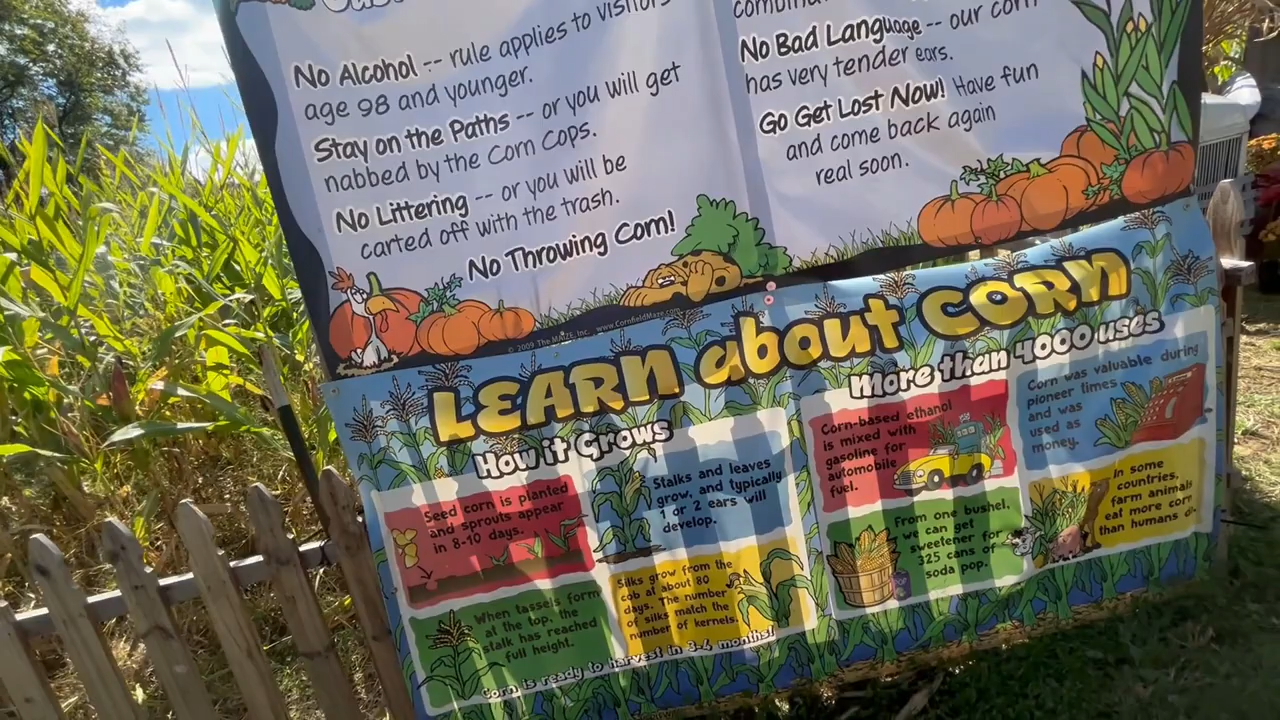 No Alcohol -- rule applies to visitors
age 98 and younger.
Stay on the Paths -- or you will get
nabbed by the Corn Cops.
No Littering -- or you will be
carted off with the trash.
No Throwing Corn!
No Bad Language -- our corn
has very tender ears.
Go Get Lost Now! Have fun
and come back again
real soon.
© 2009 The MAiZE, Inc. www.CornfieldMaze.com
LEARN about CORN
How it Grows
Seed corn is planted
and sprouts appear
in 8-10 days.
Stalks and leaves
grow, and typically
1 or 2 ears will
develop.
When tassels form
at the top, the
stalk has reached
full height.
Silks grow from the
cob at about 80
days. The number
of silks match the
number of kernels.
Corn is ready to harvest in 3-4 months!
More than 4000 uses
Corn-based ethanol
is mixed with
gasoline for
automobile
fuel.
Corn was valuable during
pioneer times
and was
used as
money.
From one bushel,
we can get
sweetener for
325 cans of
soda pop.
POP
In some
countries,
farm animals
eat more corn
than humans do.